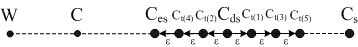 W C C_es C_t(4) C_t(2) C_ds C_t(1) C_t(3) C_t(5) C_s
ε ε ε ε ε ε